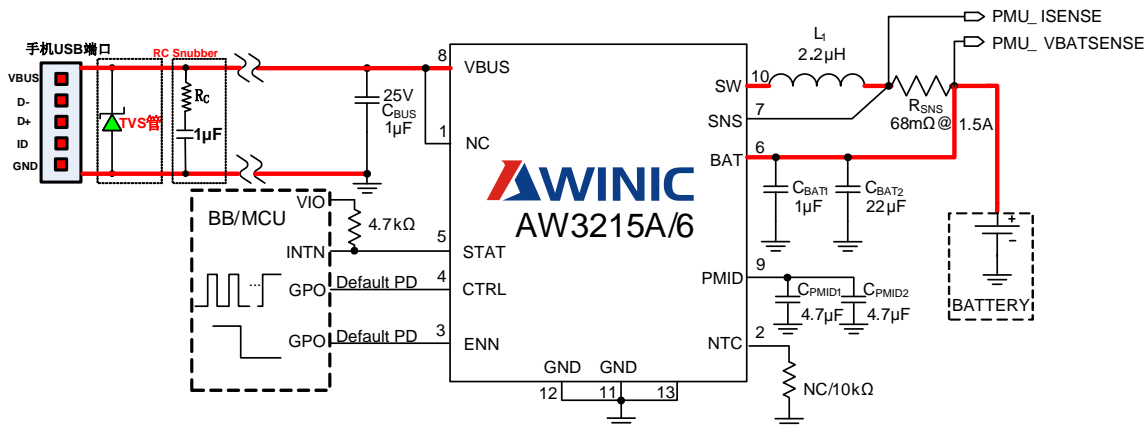 PMU_ISENSE
PMU_VBATSENSE
手机USB端口
RC Snubber
VBUS
D-
D+
ID
GND
TVS管
RC
1μF
25V
CBUS
1μF
8
VBUS
1
NC
L1
2.2μH
10
SW
7
SNS
RSNS
68mΩ@
1.5A
6
BAT
CBAT1
1μF
CBAT2
22μF
AWINIC
AW3215A/6
BB/MCU
VIO
4.7kΩ
INTN
5
STAT
...
GPO
Default PD
4
CTRL
GPO
Default PD
3
ENN
9
PMID
CPMID1
4.7μF
CPMID2
4.7μF
2
NTC
NC/10kΩ
+
-
BATTERY
GND
GND
12
11
13